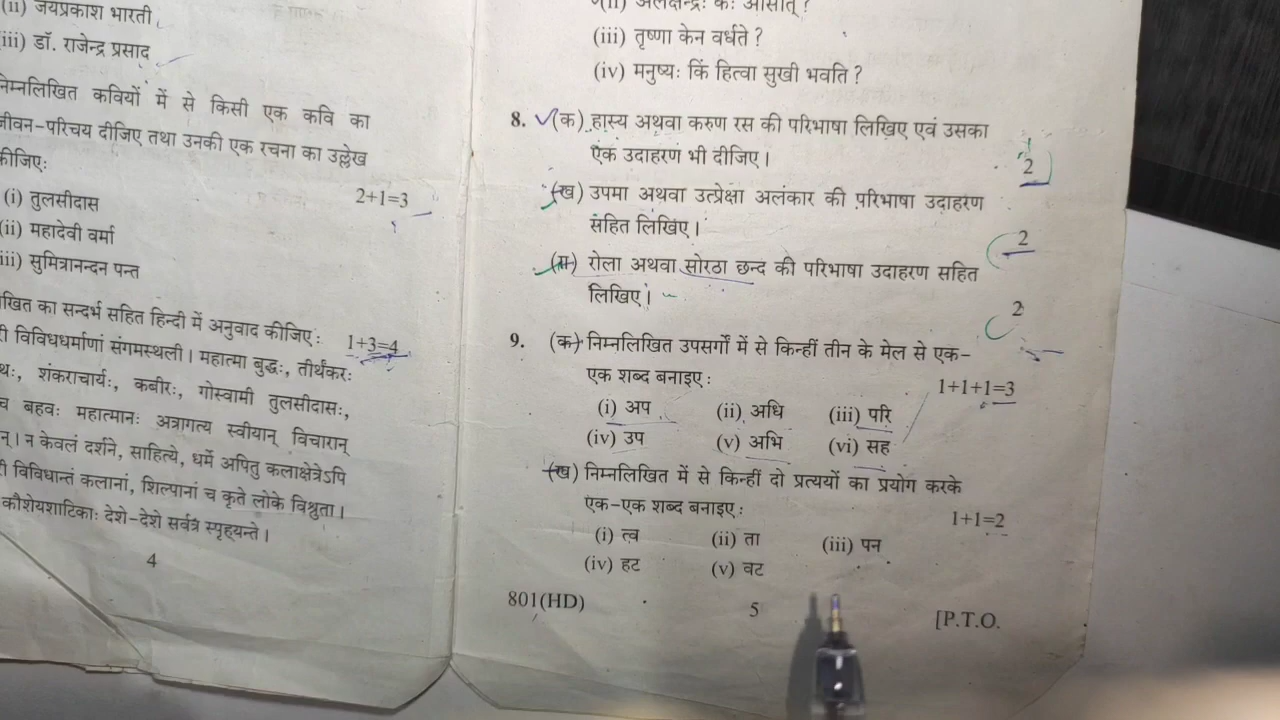 (ii) जयप्रकाश भारती
iii) डॉ. राजेन्द्र प्रसाद
निम्नलिखित कवियों में से किसी एक कवि का
जीवन-परिचय दीजिए तथा उनकी एक रचना का उल्लेख
कीजिए:
2+1=3
(i) तुलसीदास
(ii) महादेवी वर्मा
iii) सुमित्रानन्दन पन्त
खित का सन्दर्भ सहित हिन्दी में अनुवाद कीजिए:
1+3=4
री विविधधर्माणां संगमस्थली। महात्मा बुद्धः, तीर्थंकरः
थः, शंकराचार्यः, कबीरः, गोस्वामी तुलसीदासः,
च बहवः महात्मानः अत्रागत्य स्वीयान् विचारान्
न्। न केवलं दर्शने, साहित्ये, धर्मे अपितु कलाक्षेत्रेऽपि
री विविधान्तं कलानां, शिल्पानां च कृते लोके विश्रुता।
कौशेयशाटिकाः देशे-देशे सर्वत्र स्पृह्यन्ते।
4
(ii) अलक्षेन्द्रः कः आसीत्?
(iii) तृष्णा केन वर्धते?
(iv) मनुष्यः किं हित्वा सुखी भवति?
8. (क) हास्य अथवा करुण रस की परिभाषा लिखिए एवं उसका
एक उदाहरण भी दीजिए।
2
(ख) उपमा अथवा उत्प्रेक्षा अलंकार की परिभाषा उदाहरण
सहित लिखिए।
2
(ग) रोला अथवा सोरठा छन्द की परिभाषा उदाहरण सहित
लिखिए।
2
9. (क) निम्नलिखित उपसर्गों में से किन्हीं तीन के मेल से एक-
एक शब्द बनाइए:
1+1+1=3
(i) अप (ii) अधि (iii) परि
(iv) उप (v) अभि (vi) सह
(ख) निम्नलिखित में से किन्हीं दो प्रत्ययों का प्रयोग करके
एक-एक शब्द बनाइए:
1+1=2
(i) त्व (ii) ता (iii) पन
(iv) हट (v) वट
801(HD) 5 [P.T.O.